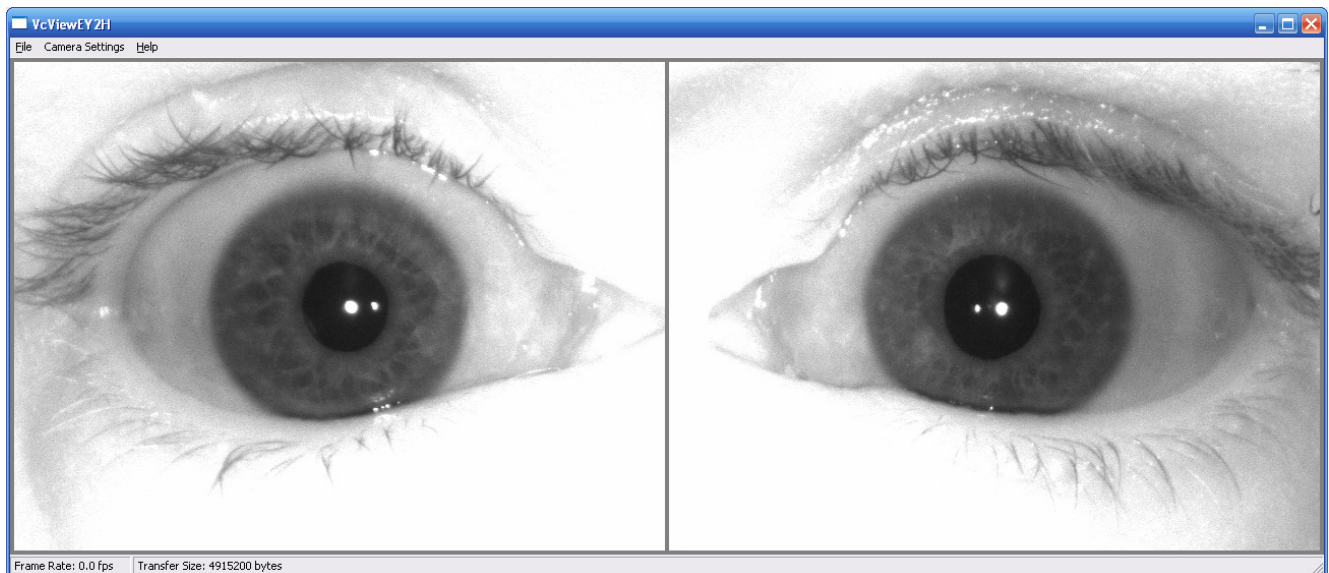 VcViewEY2H
File Camera Settings Help
Frame Rate: 0.0 fps Transfer Size: 4915200 bytes